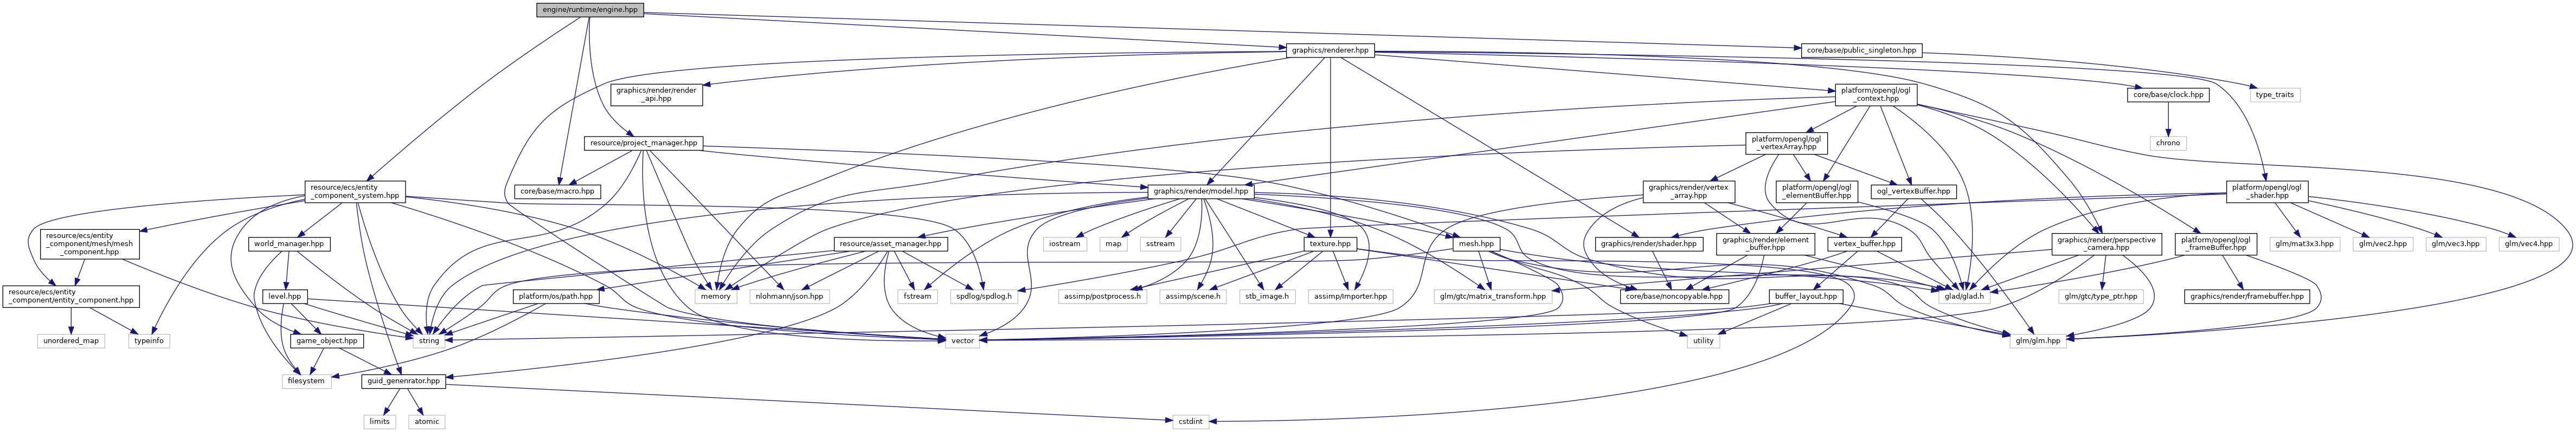 engine/runtime/engine.hpp
graphics/renderer.hpp
core/base/public_singleton.hpp
graphics/render/render
_api.hpp
platform/opengl/ogl
_context.hpp
core/base/clock.hpp
type_traits
resource/project_manager.hpp
platform/opengl/ogl
_vertexArray.hpp
chrono
resource/ecs/entity
_component_system.hpp
core/base/macro.hpp
graphics/render/model.hpp
graphics/render/vertex
_array.hpp
platform/opengl/ogl
_elementBuffer.hpp
ogl_vertexBuffer.hpp
platform/opengl/ogl
_shader.hpp
resource/ecs/entity
_component/mesh/mesh
_component.hpp
world_manager.hpp
resource/asset_manager.hpp
iostream
map
sstream
texture.hpp
mesh.hpp
graphics/render/shader.hpp
graphics/render/element
_buffer.hpp
vertex_buffer.hpp
graphics/render/perspective
_camera.hpp
platform/opengl/ogl
_frameBuffer.hpp
glm/mat3x3.hpp
glm/vec2.hpp
glm/vec3.hpp
glm/vec4.hpp
resource/ecs/entity
_component/entity_component.hpp
level.hpp
platform/os/path.hpp
memory
nlohmann/json.hpp
fstream
spdlog/spdlog.h
assimp/postprocess.h
assimp/scene.h
stb_image.h
assimp/Importer.hpp
glm/gtc/matrix_transform.hpp
core/base/noncopyable.hpp
buffer_layout.hpp
glad/glad.h
glm/gtc/type_ptr.hpp
graphics/render/framebuffer.hpp
unordered_map
typeinfo
game_object.hpp
string
vector
utility
glm/glm.hpp
filesystem
guid_genenrator.hpp
limits
atomic
cstdint